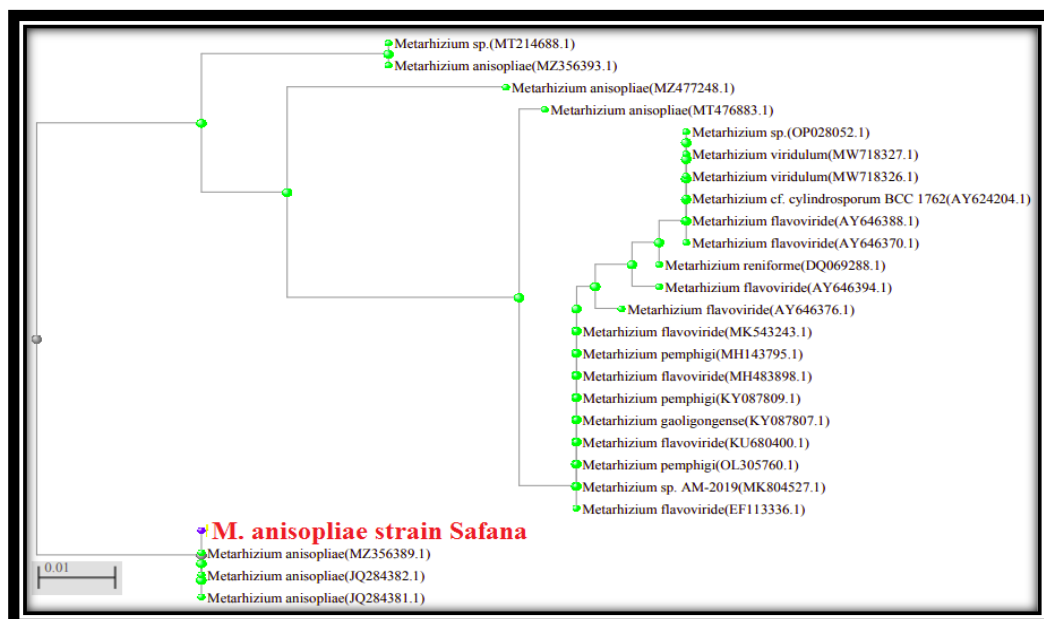 Metarhizium sp.(MT214688.1)
Metarhizium anisopliae(MZ356393.1)
Metarhizium anisopliae(MZ477248.1)
Metarhizium anisopliae(MT476883.1)
Metarhizium sp.(OP028052.1)
Metarhizium viridulum(MW718327.1)
Metarhizium viridulum(MW718326.1)
Metarhizium cf. cylindrosporum BCC 1762(AY624204.1)
Metarhizium flavoviride(AY646388.1)
Metarhizium flavoviride(AY646370.1)
Metarhizium reniforme(DQ069288.1)
Metarhizium flavoviride(AY646394.1)
Metarhizium flavoviride(AY646376.1)
Metarhizium flavoviride(MK543243.1)
Metarhizium pemphigi(MH143795.1)
Metarhizium flavoviride(MH483898.1)
Metarhizium pemphigi(KY087809.1)
Metarhizium gaoligongense(KY087807.1)
Metarhizium flavoviride(KU680400.1)
Metarhizium pemphigi(OL305760.1)
Metarhizium sp. AM-2019(MK804527.1)
Metarhizium flavoviride(EF113336.1)
M. anisopliae strain Safana
Metarhizium anisopliae(MZ356389.1)
Metarhizium anisopliae(JQ284382.1)
Metarhizium anisopliae(JQ284381.1)
0.01